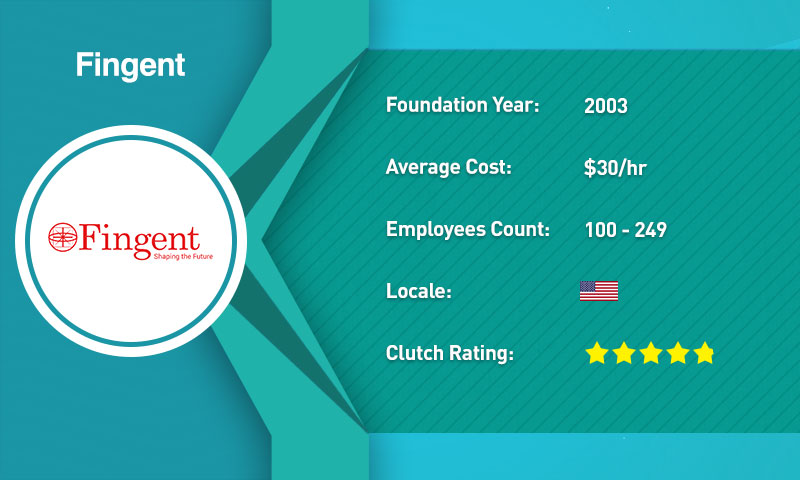 Fingent
Fingent
Shaping the Future
Foundation Year: 2003
Average Cost: $30/hr
Employees Count: 100 - 249
Locale:
Clutch Rating: